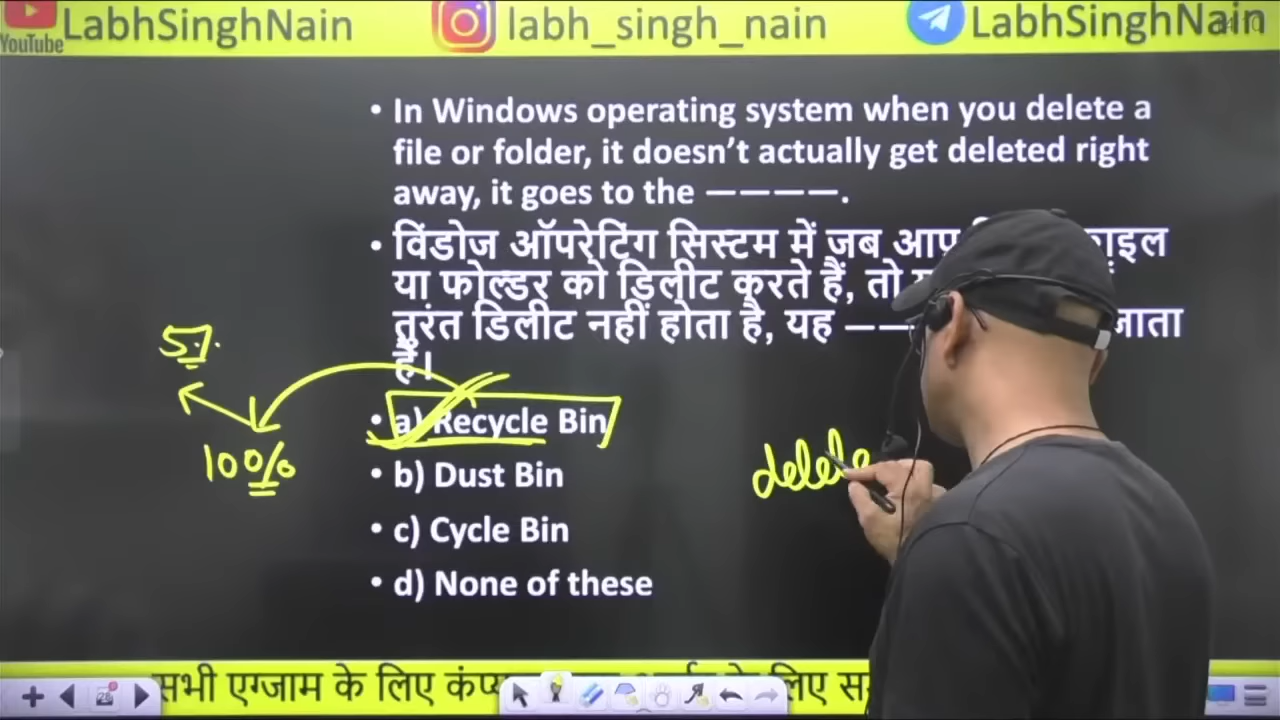 YouTube LabhSinghNain labh_singh_nain LabhSinghNain
• In Windows operating system when you delete a
file or folder, it doesn’t actually get deleted right
away, it goes to the ————.
• विंडोज ऑपरेटिंग सिस्टम में जब आप
या फोल्डर को डिलीट करते हैं, तो
तुरंत डिलीट नहीं होता है, यह —— जाता
है।
5%
• a) Recycle Bin
100%
• b) Dust Bin
delete
• c) Cycle Bin
• d) None of these
सभी एग्जाम के लिए
28